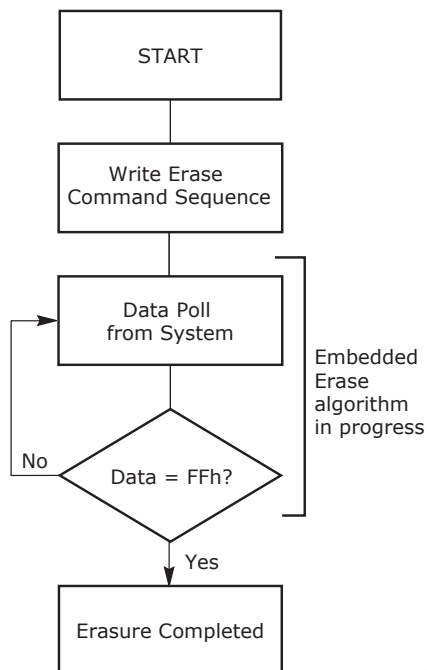 START
Write Erase
Command Sequence
Data Poll
from System
Embedded
Erase
algorithm
in progress
No
Data = FFh?
Yes
Erasure Completed